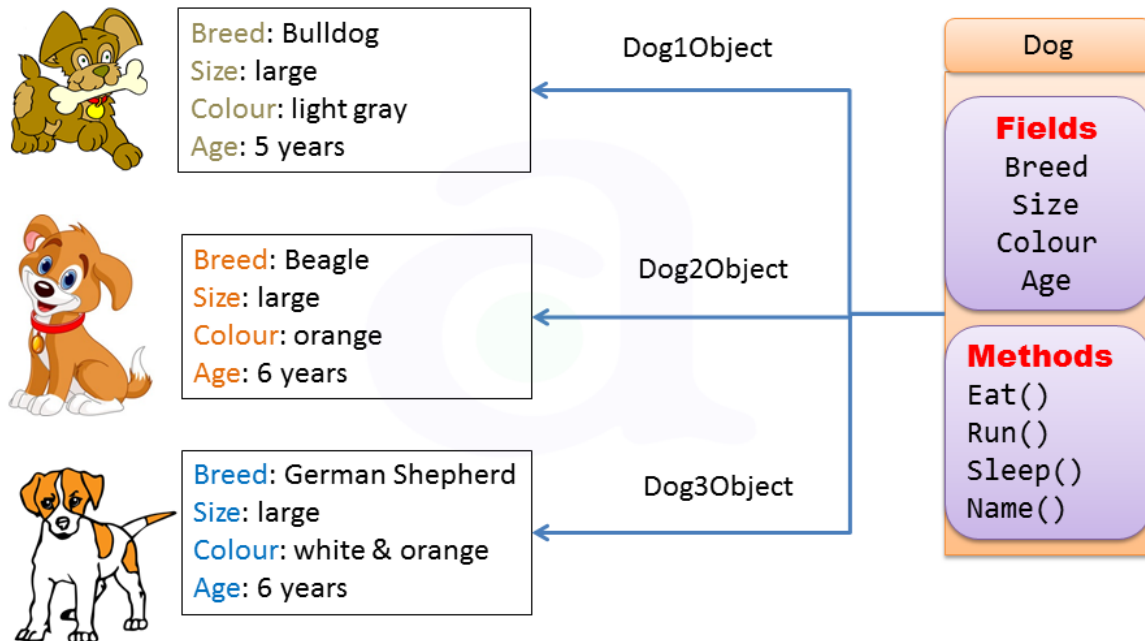 Breed: Bulldog
Size: large
Colour: light gray
Age: 5 years
Dog1Object
Breed: Beagle
Size: large
Colour: orange
Age: 6 years
Dog2Object
Breed: German Shepherd
Size: large
Colour: white & orange
Age: 6 years
Dog3Object
Dog
Fields
Breed
Size
Colour
Age
Methods
Eat()
Run()
Sleep()
Name()